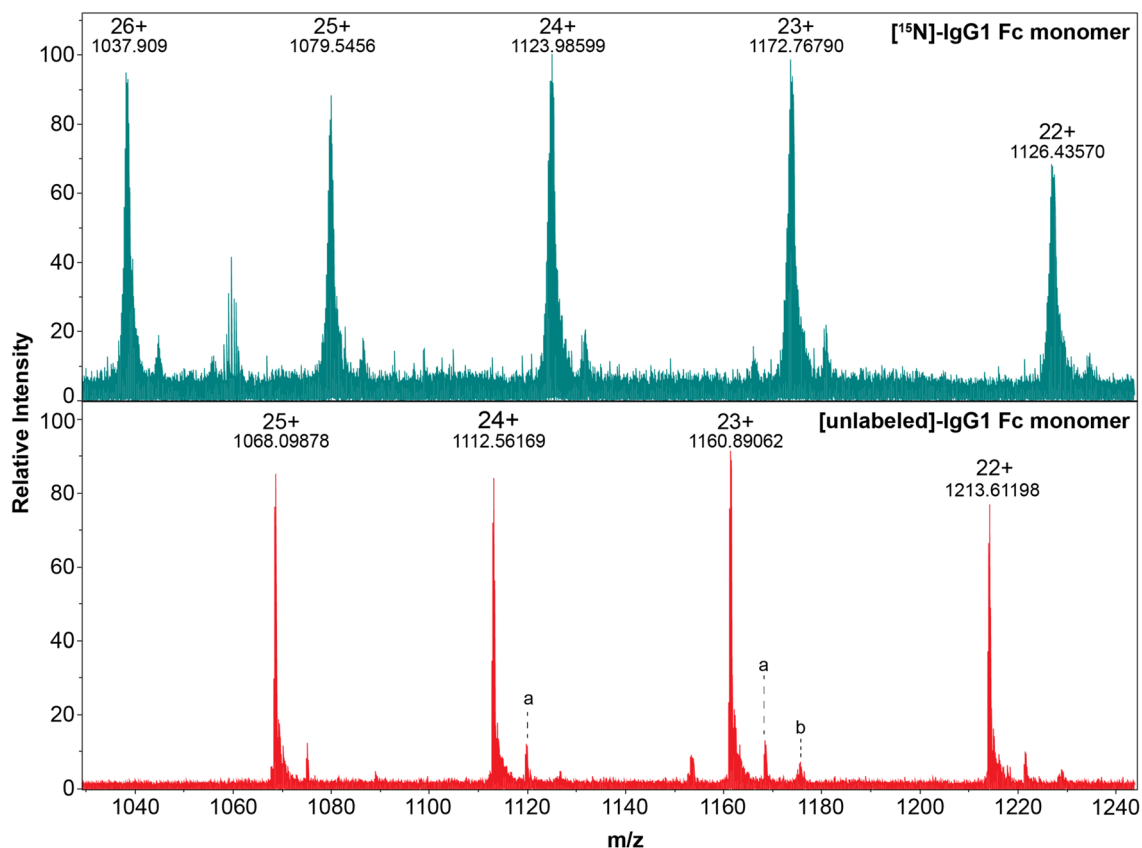 26+ 25+ 24+ 23+ [¹⁵N]-IgG1 Fc monomer
1037.909 1079.5456 1123.98599 1172.76790
22+
1126.43570
100
80
60
40
20
0
25+ 24+ 23+ [unlabeled]-IgG1 Fc monomer
1068.09878 1112.56169 1160.89062
22+
1213.61198
a
a
b
100
80
60
40
20
0
Relative Intensity
1040 1060 1080 1100 1120 1140 1160 1180 1200 1220 1240
m/z